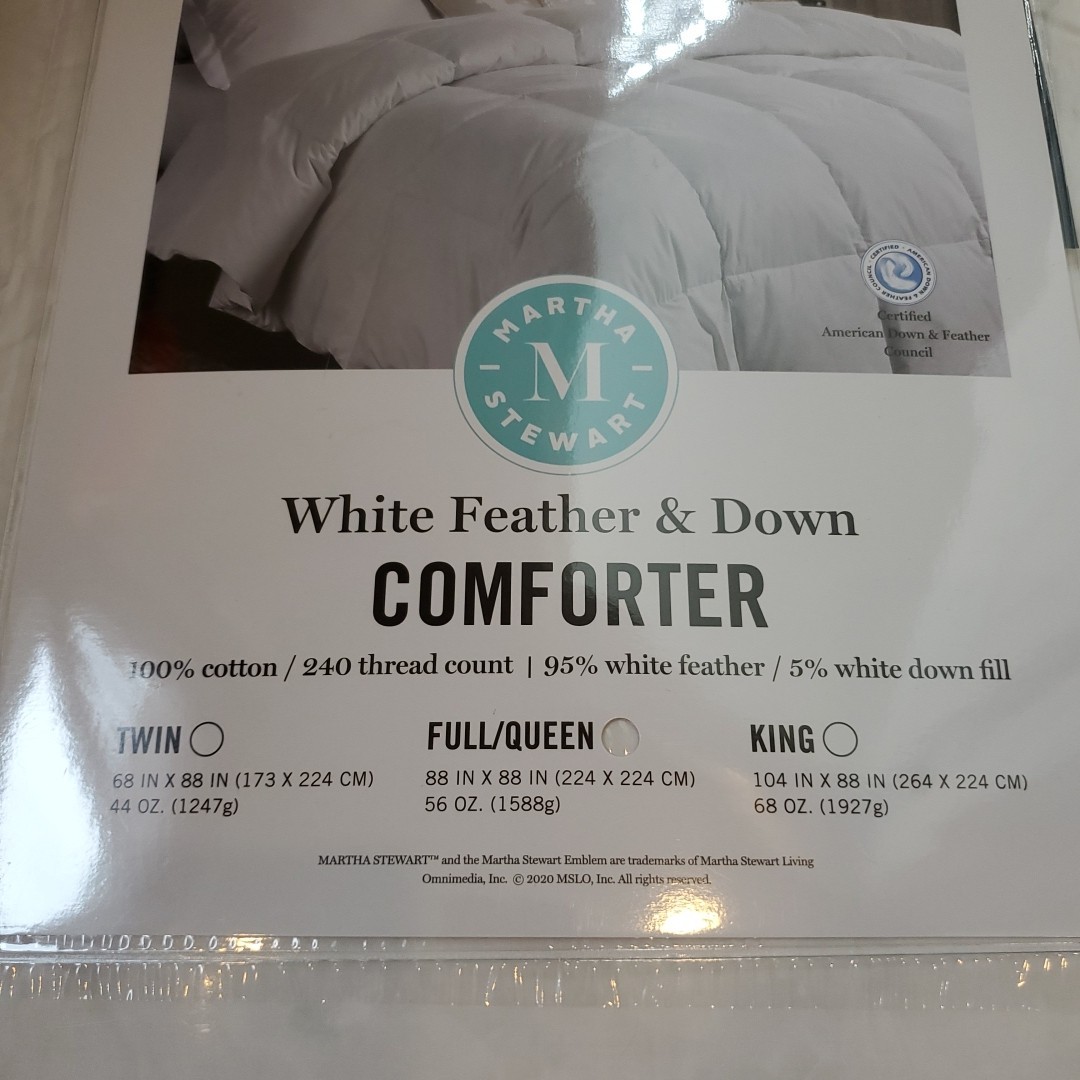 CERTIFIED · AMERICAN DOWN & FEATHER COUNCIL ·
Certified
American Down & Feather
Council
MARTHA
M
STEWART
White Feather & Down
COMFORTER
100% cotton / 240 thread count | 95% white feather / 5% white down fill
TWIN
68 IN X 88 IN (173 X 224 CM)
44 OZ. (1247g)
FULL/QUEEN
88 IN X 88 IN (224 X 224 CM)
56 OZ. (1588g)
KING
104 IN X 88 IN (264 X 224 CM)
68 OZ. (1927g)
MARTHA STEWART™ and the Martha Stewart Emblem are trademarks of Martha Stewart Living
Omnimedia, Inc. © 2020 MSLO, Inc. All rights reserved.